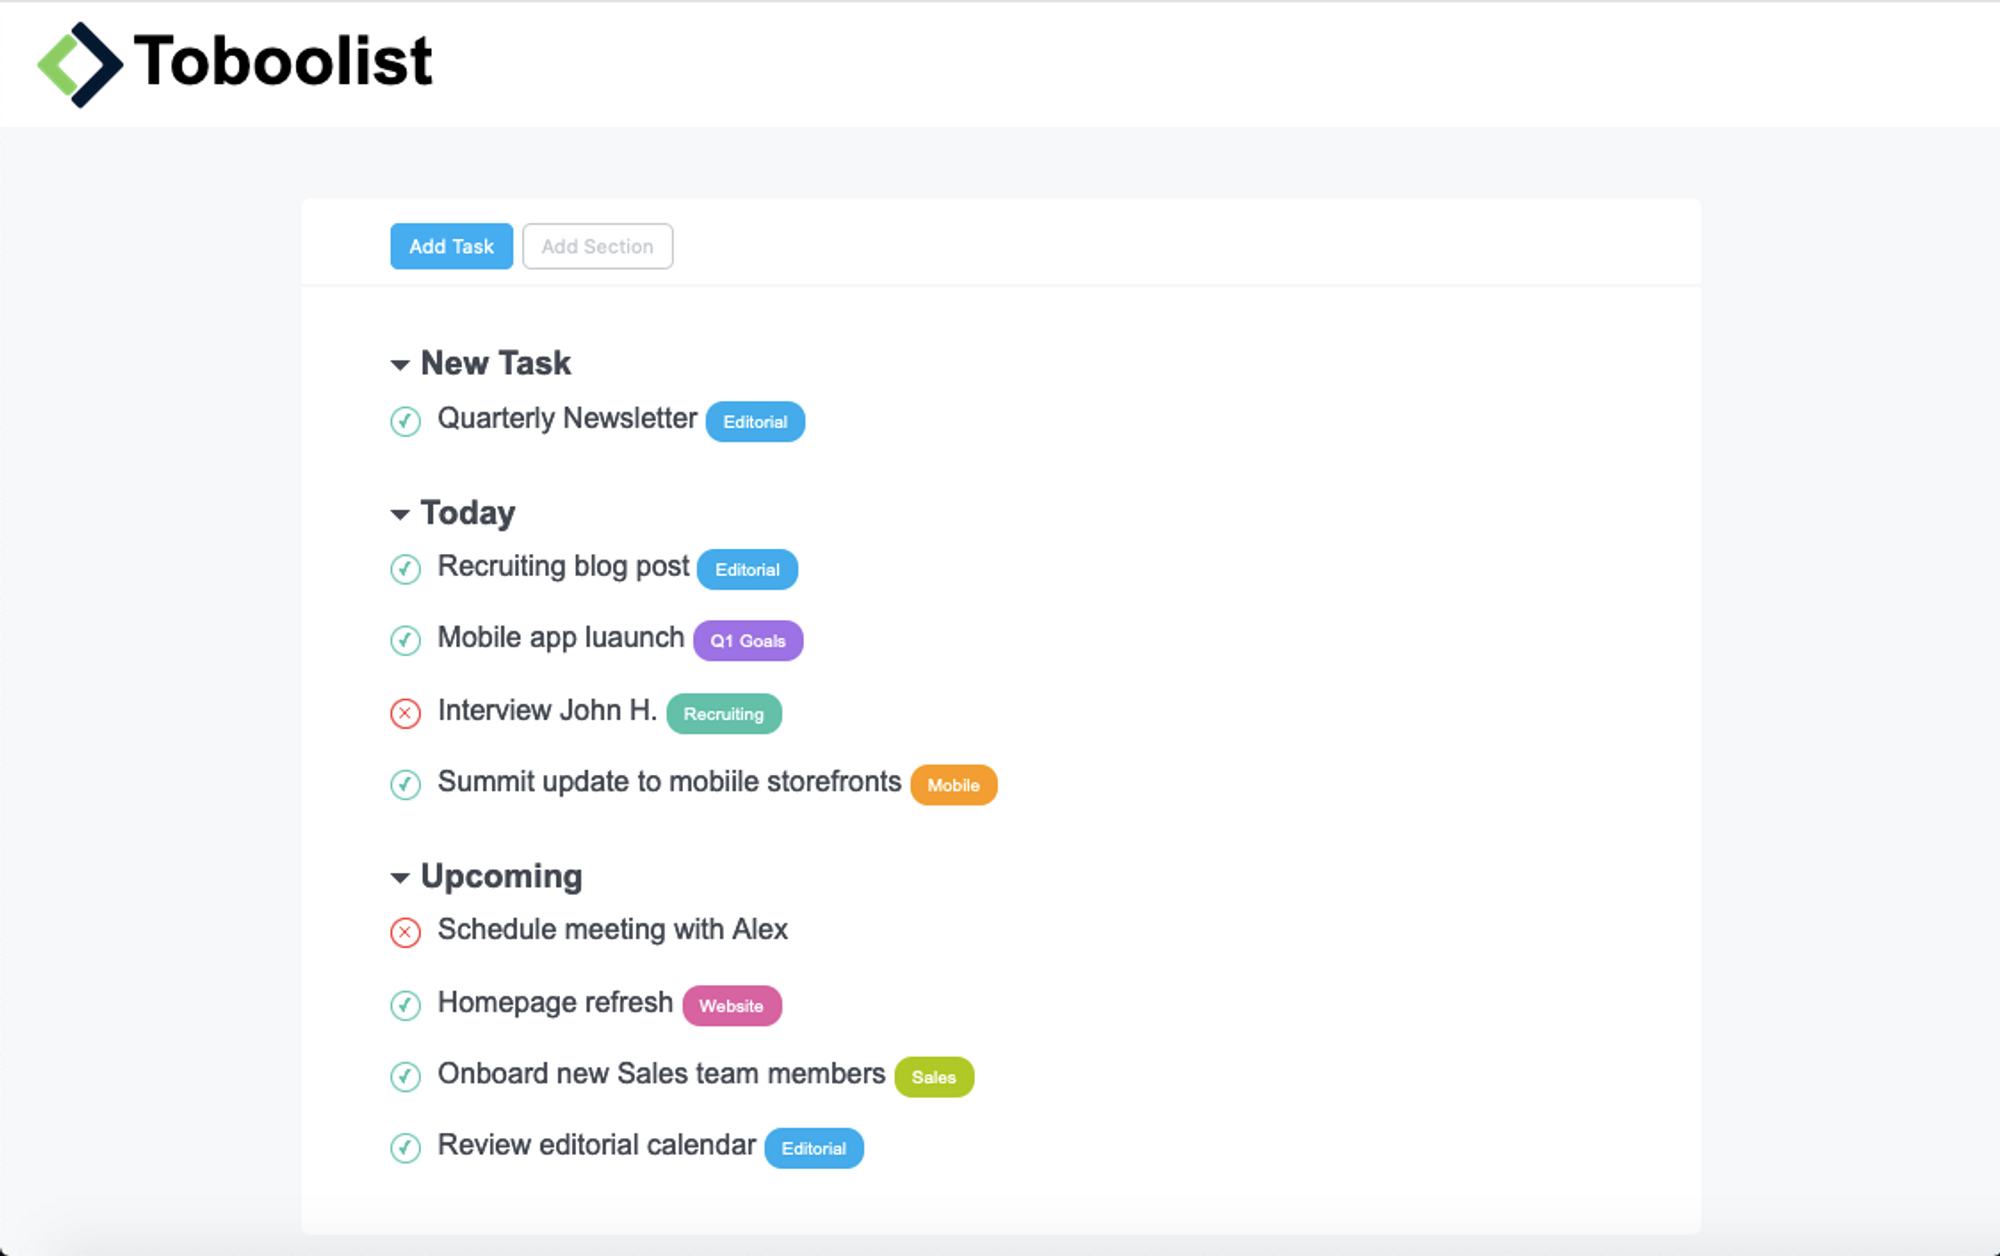 Toboolist
Add Task Add Section
New Task
Quarterly Newsletter Editorial
Today
Recruiting blog post Editorial
Mobile app luaunch Q1 Goals
Interview John H. Recruiting
Summit update to mobiile storefronts Mobile
Upcoming
Schedule meeting with Alex
Homepage refresh Website
Onboard new Sales team members Sales
Review editorial calendar Editorial